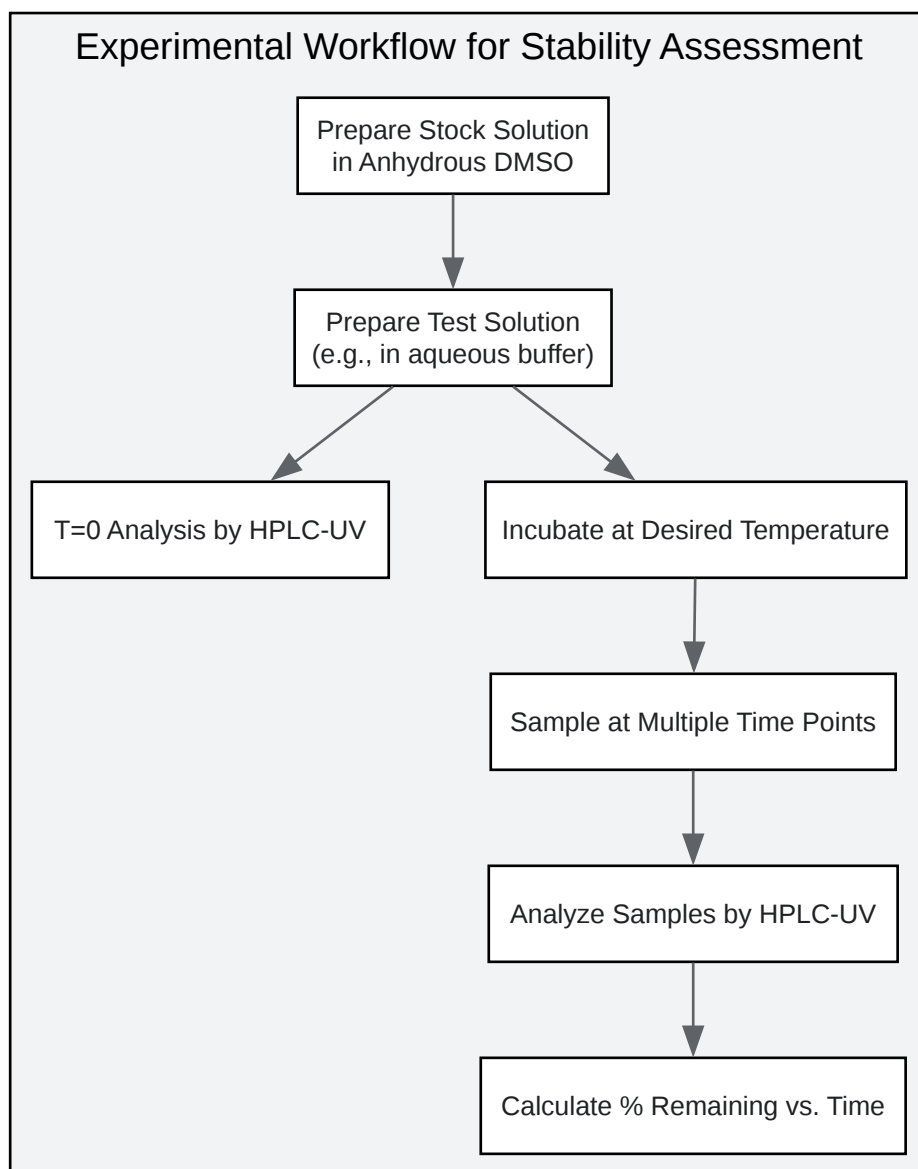 Experimental Workflow for Stability Assessment
Prepare Stock Solution
in Anhydrous DMSO
Prepare Test Solution
(e.g., in aqueous buffer)
T=0 Analysis by HPLC-UV
Incubate at Desired Temperature
Sample at Multiple Time Points
Analyze Samples by HPLC-UV
Calculate % Remaining vs. Time